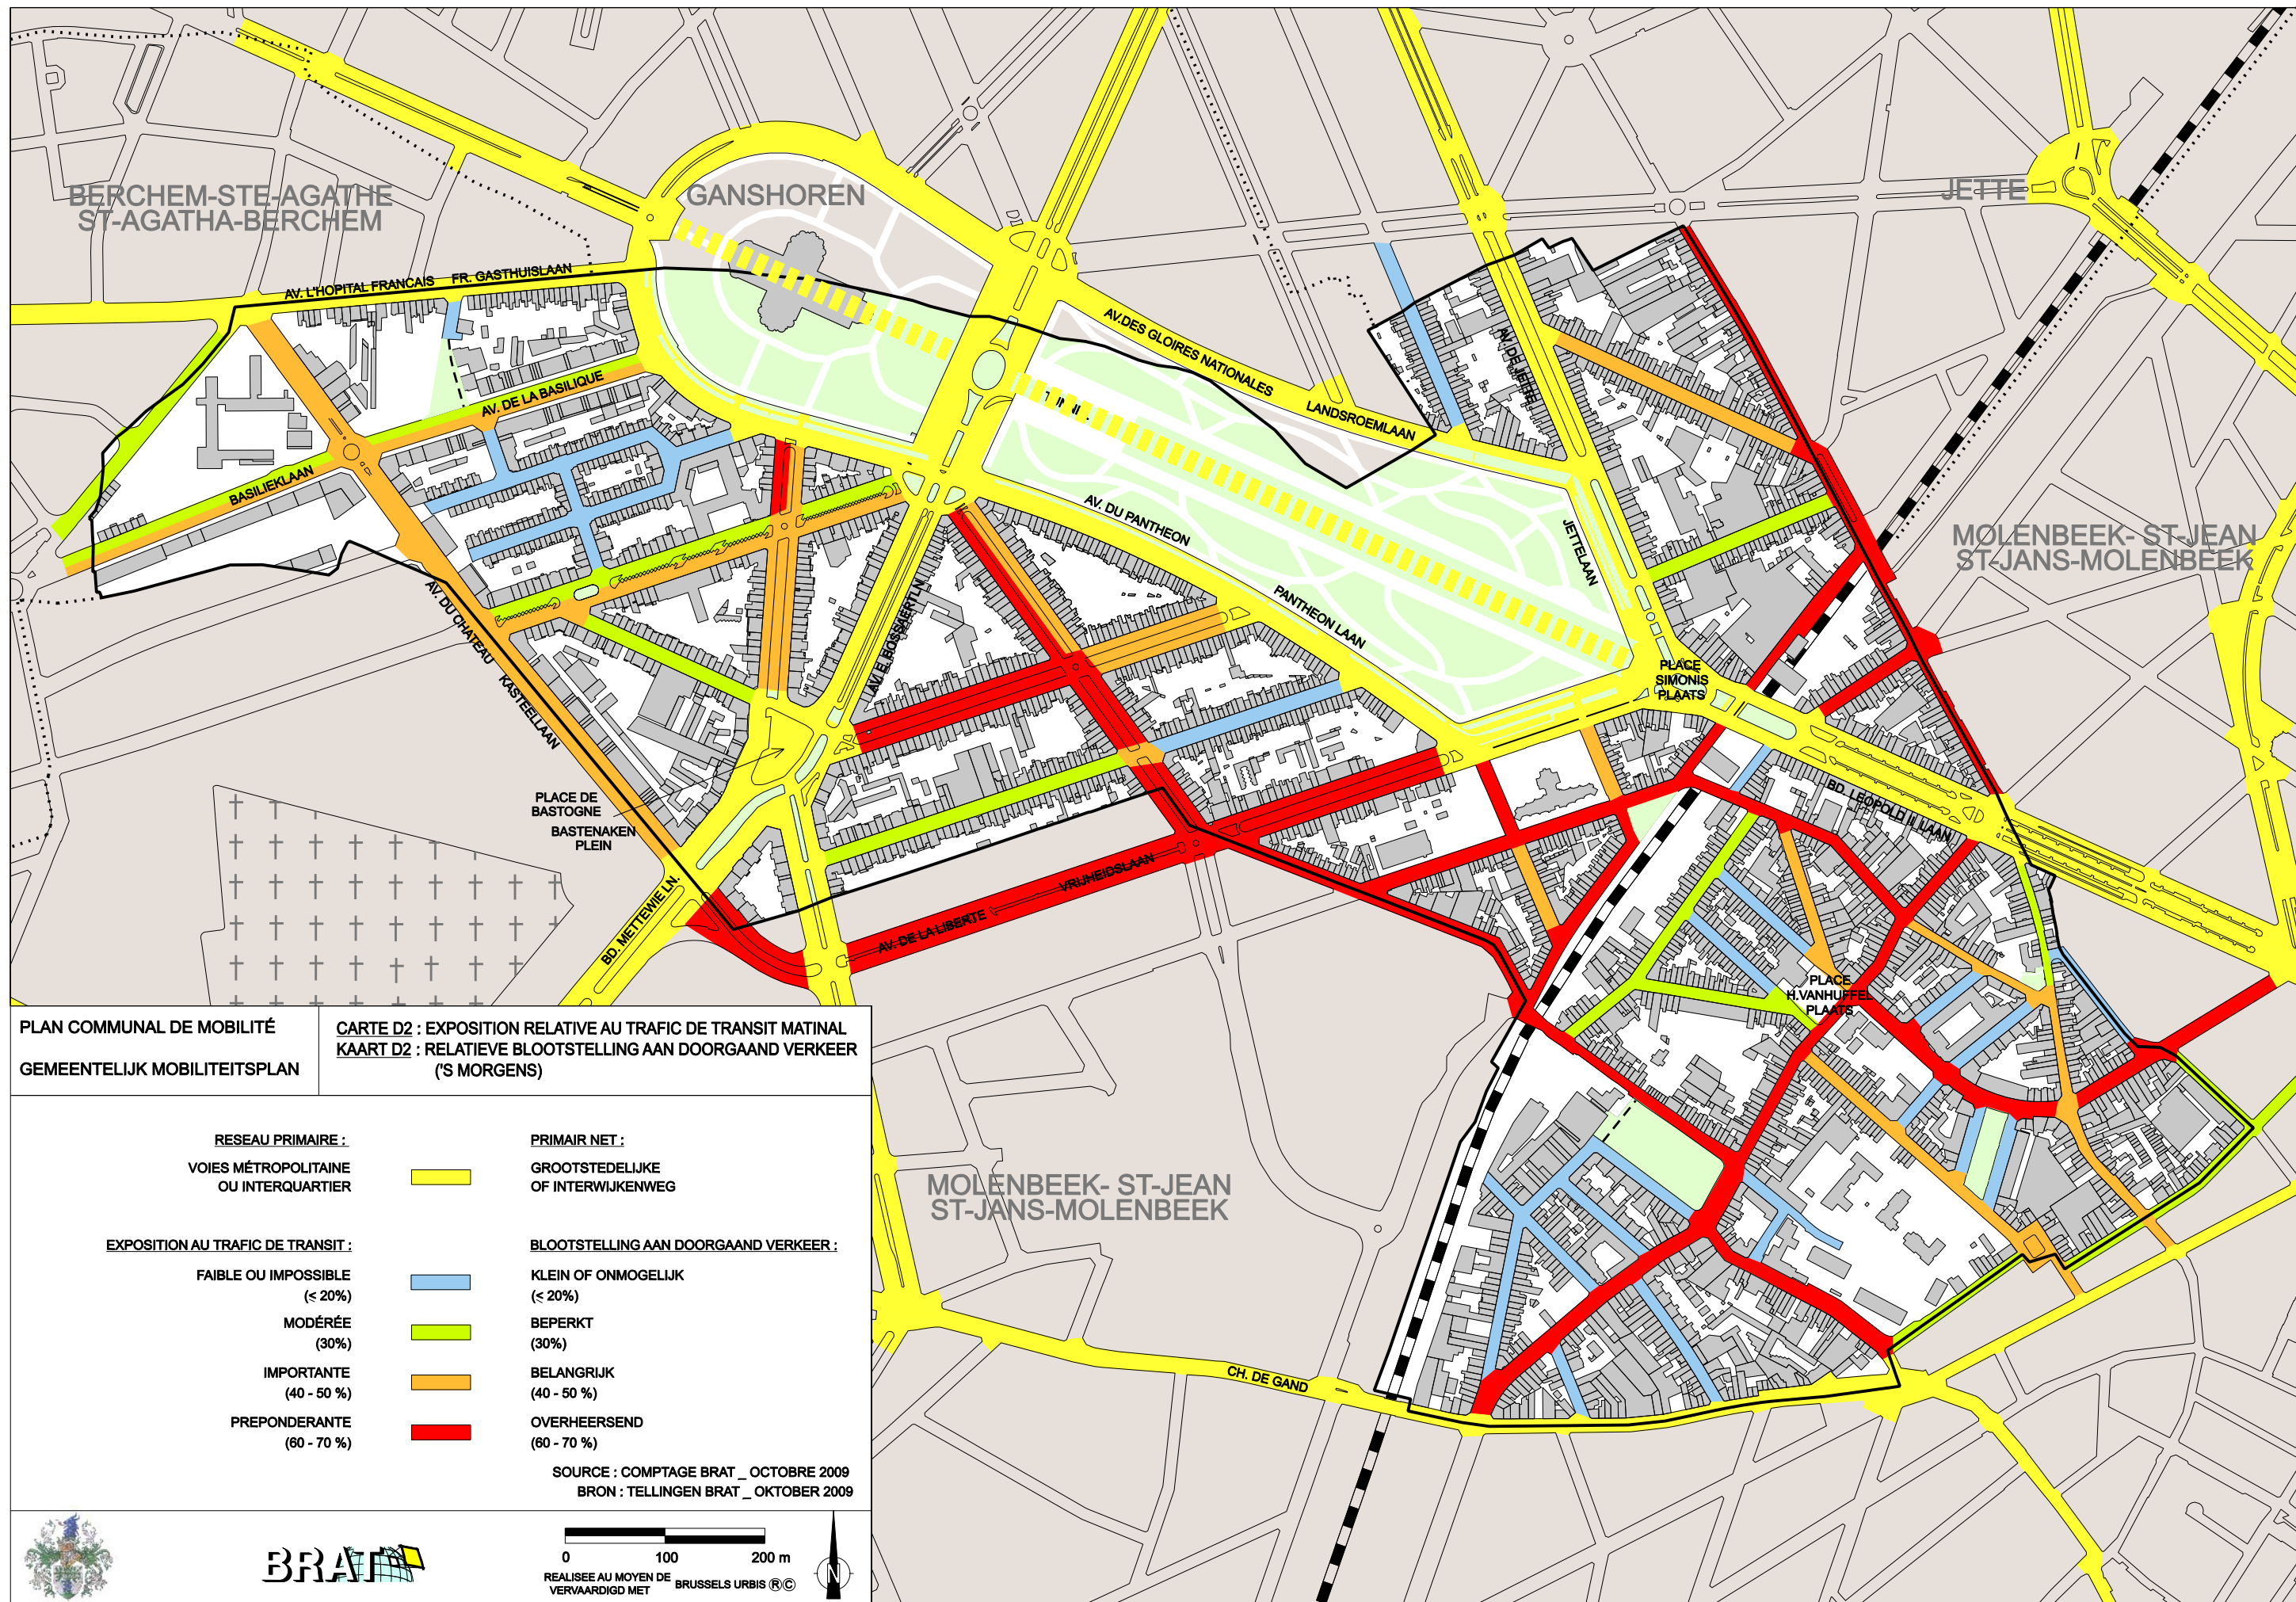 BERCHEM-STE-AGATHE
ST-AGATHA-BERCHEM
GANSHOREN
JETTE
AV. L'HOPITAL FRANCAIS FR. GASTHUISLAAN
AV.DES GLOIRES NATIONALES
LANDSROEMLAAN
AV. DE JETTE
JETTELAAN
AV. DE LA BASILIQUE
BASILIEKLAAN
AV. DU PANTHEON
PANTHEON LAAN
MOLENBEEK- ST-JEAN
ST-JANS-MOLENBEEK
AV. DU CHATEAU KASTEELLAAN
AV. E. BOSSAERTLN
PLACE
SIMONIS
PLAATS
BD. LEOPOLD II LAAN
PLACE DE
BASTOGNE
BASTENAKEN
PLEIN
BD. METTEWIE LN.
AV. DE LA LIBERTE
VRIJHEIDSLAAN
PLACE
H.VANHUFFEL
PLAATS
MOLENBEEK- ST-JEAN
ST-JANS-MOLENBEEK
CH. DE GAND
PLAN COMMUNAL DE MOBILITÉ
GEMEENTELIJK MOBILITEITSPLAN
CARTE D2 : EXPOSITION RELATIVE AU TRAFIC DE TRANSIT MATINAL
KAART D2 : RELATIEVE BLOOTSTELLING AAN DOORGAAND VERKEER
('S MORGENS)
RESEAU PRIMAIRE :
PRIMAIR NET :
VOIES MÉTROPOLITAINE
OU INTERQUARTIER
GROOTSTEDELIJKE
OF INTERWIJKENWEG
EXPOSITION AU TRAFIC DE TRANSIT :
BLOOTSTELLING AAN DOORGAAND VERKEER :
FAIBLE OU IMPOSSIBLE
(≤ 20%)
KLEIN OF ONMOGELIJK
(≤ 20%)
MODÉRÉE
(30%)
BEPERKT
(30%)
IMPORTANTE
(40 - 50 %)
BELANGRIJK
(40 - 50 %)
PREPONDERANTE
(60 - 70 %)
OVERHEERSEND
(60 - 70 %)
SOURCE : COMPTAGE BRAT _ OCTOBRE 2009
BRON : TELLINGEN BRAT _ OKTOBER 2009
BRAT
0 100 200 m
REALISEE AU MOYEN DE
VERVAARDIGD MET
BRUSSELS URBIS ®©
N